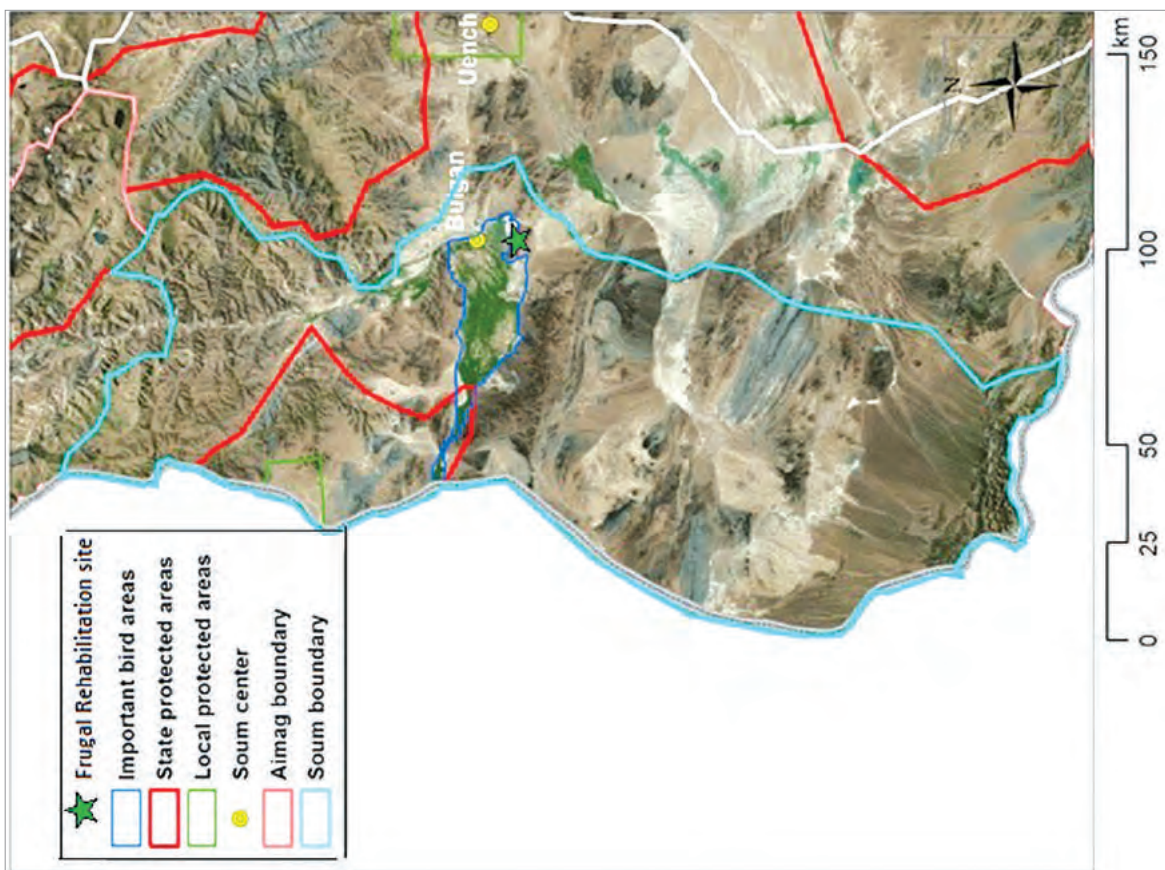 Frugal Rehabilitation site
Important bird areas
State protected areas
Local protected areas
Soum center
Aimag boundary
Soum boundary
Bulgan
Uench
N
0 25 50 100 150
km